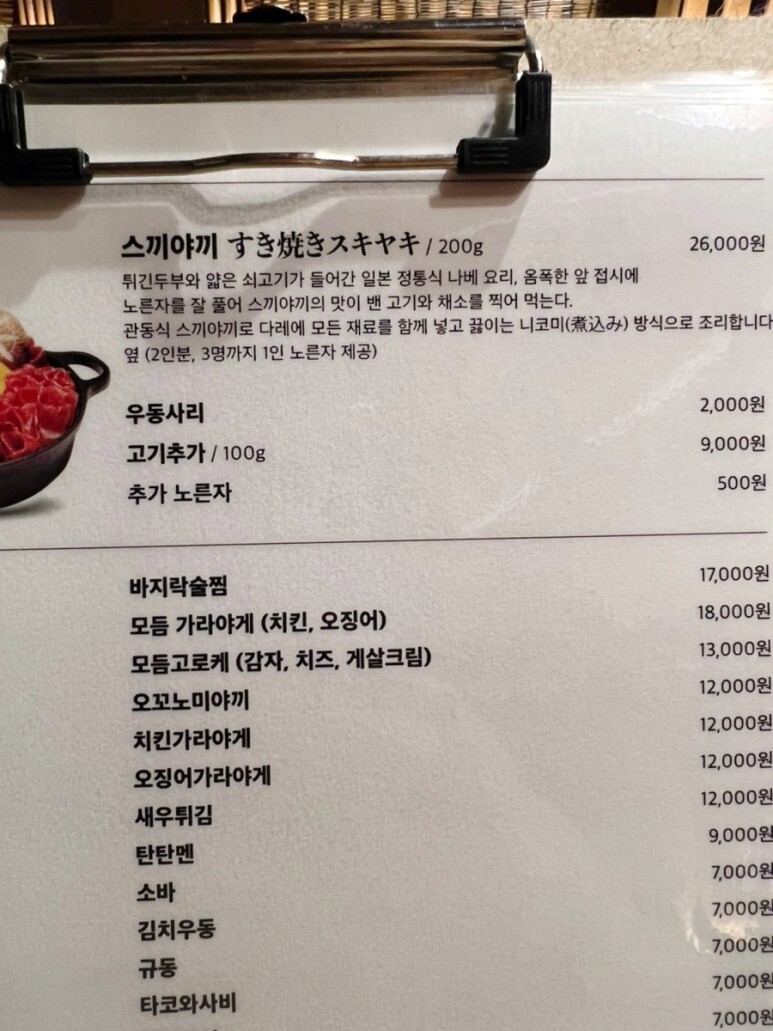 스끼야끼 すき焼きスキヤキ / 200g 26,000원
튀긴두부와 얇은 쇠고기가 들어간 일본 정통식 나베 요리, 옴폭한 앞 접시에
노른자를 잘 풀어 스끼야끼의 맛이 밴 고기와 채소를 찍어 먹는다.
관동식 스끼야끼로 다레에 모든 재료를 함께 넣고 끓이는 니코미(煮込み) 방식으로 조리합니다
옆 (2인분, 3명까지 1인 노른자 제공)
우동사리 2,000원
고기추가 / 100g 9,000원
추가 노른자 500원
바지락술찜 17,000원
모듬 가라야게 (치킨, 오징어) 18,000원
모듬고로케 (감자, 치즈, 게살크림) 13,000원
오꼬노미야끼 12,000원
치킨가라야게 12,000원
오징어가라야게 12,000원
새우튀김 12,000원
탄탄멘 9,000원
소바 7,000원
김치우동 7,000원
규동 7,000원
타코와사비 7,000원
7,000원